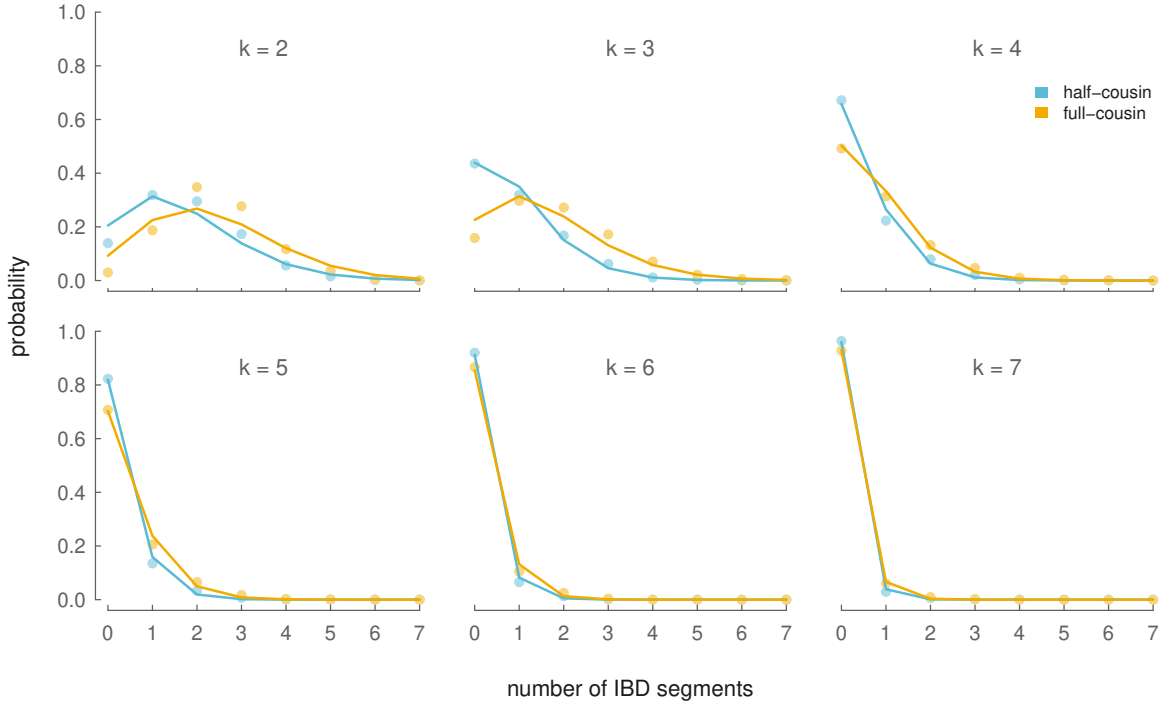 k = 2
k = 3
k = 4
half−cousin
full−cousin
1.0
0.8
0.6
0.4
0.2
0.0
probability
k = 5
k = 6
k = 7
1.0
0.8
0.6
0.4
0.2
0.0
0 1 2 3 4 5 6 7
0 1 2 3 4 5 6 7
0 1 2 3 4 5 6 7
number of IBD segments